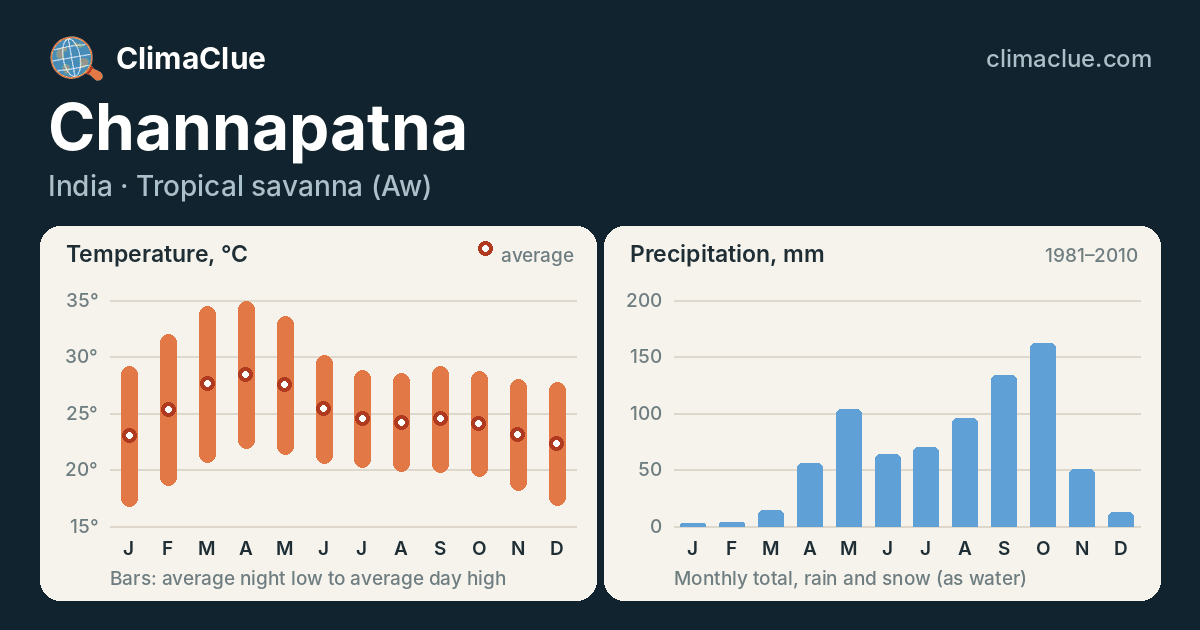 ClimaClue
climaclue.com
Channapatna
India · Tropical savanna (Aw)
Temperature, °C
average
35°
30°
25°
20°
15°
J F M A M J J A S O N D
Bars: average night low to average day high
Precipitation, mm
1981–2010
200
150
100
50
0
J F M A M J J A S O N D
Monthly total, rain and snow (as water)